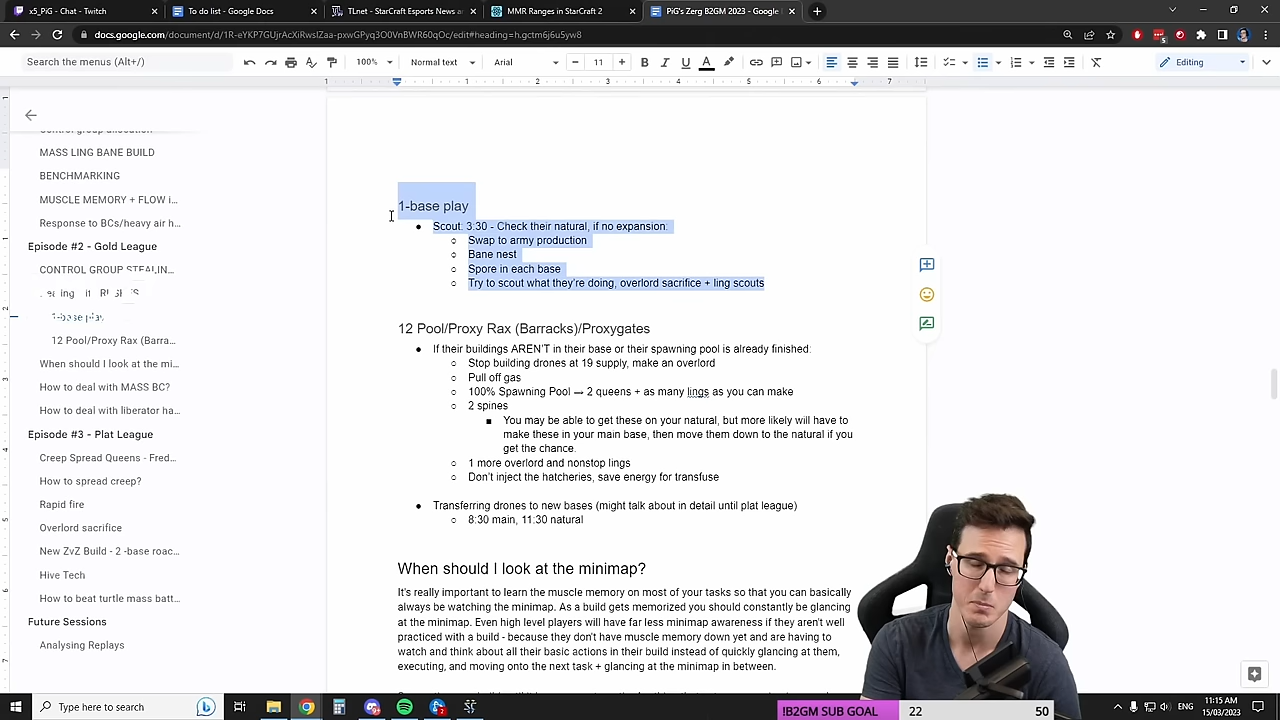 x5_PiG - Chat - Twitch
To do list - Google Docs
TLnet - StarCraft Esports News a
MMR Ranges in StarCraft 2
PiG's Zerg B2GM 2023 - Google
docs.google.com/document/d/
Search the menus (Alt+/)
100%
Normal text
Arial
11
Editing
1 1 2 3 4 5 6 7
MASS LING BANE BUILD
BENCHMARKING
MUSCLE MEMORY + FLOW i...
Response to BCs/heavy air h...
Episode #2 - Gold League
1-base play
12 Pool/Proxy Rax (Barra...
When should I look at the mi...
How to deal with MASS BC?
How to deal with liberator ha...
Episode #3 - Plat League
Creep Spread Queens - Fred...
How to spread creep?
Rapid fire
Overlord sacrifice
New ZvZ Build - 2 -base roac...
Hive Tech
How to beat turtle mass batt...
Future Sessions
Analysing Replays
1-base play
● Scout: 3:30 - Check their natural, if no expansion:
○ Swap to army production
○ Bane nest
○ Spore in each base
○ Try to scout what they're doing, overlord sacrifice + ling scouts
12 Pool/Proxy Rax (Barracks)/Proxygates
● If their buildings AREN'T in their base or their spawning pool is already finished:
○ Stop building drones at 19 supply, make an overlord
○ Pull off gas
○ 100% Spawning Pool → 2 queens + as many lings as you can make
○ 2 spines
■ You may be able to get these on your natural, but more likely will have to
make these in your main base, then move them down to the natural if you
get the chance.
○ 1 more overlord and nonstop lings
○ Don't inject the hatcheries, save energy for transfuse
● Transferring drones to new bases (might talk about in detail until plat league)
○ 8:30 main, 11:30 natural
When should I look at the minimap?
It's really important to learn the muscle memory on most of your tasks so that you can basically
always be watching the minimap. As a build gets memorized you should constantly be glancing
at the minimap. Even high level players will have far less minimap awareness if they aren't well
practiced with a build - because they don't have muscle memory down yet and are having to
watch and think about all their basic actions in their build instead of quickly glancing at them,
executing, and moving onto the next task + glancing at the minimap in between.
Type here to search
ENG
11:15 AM
15/03/2023
!B2GM SUB GOAL 22 50